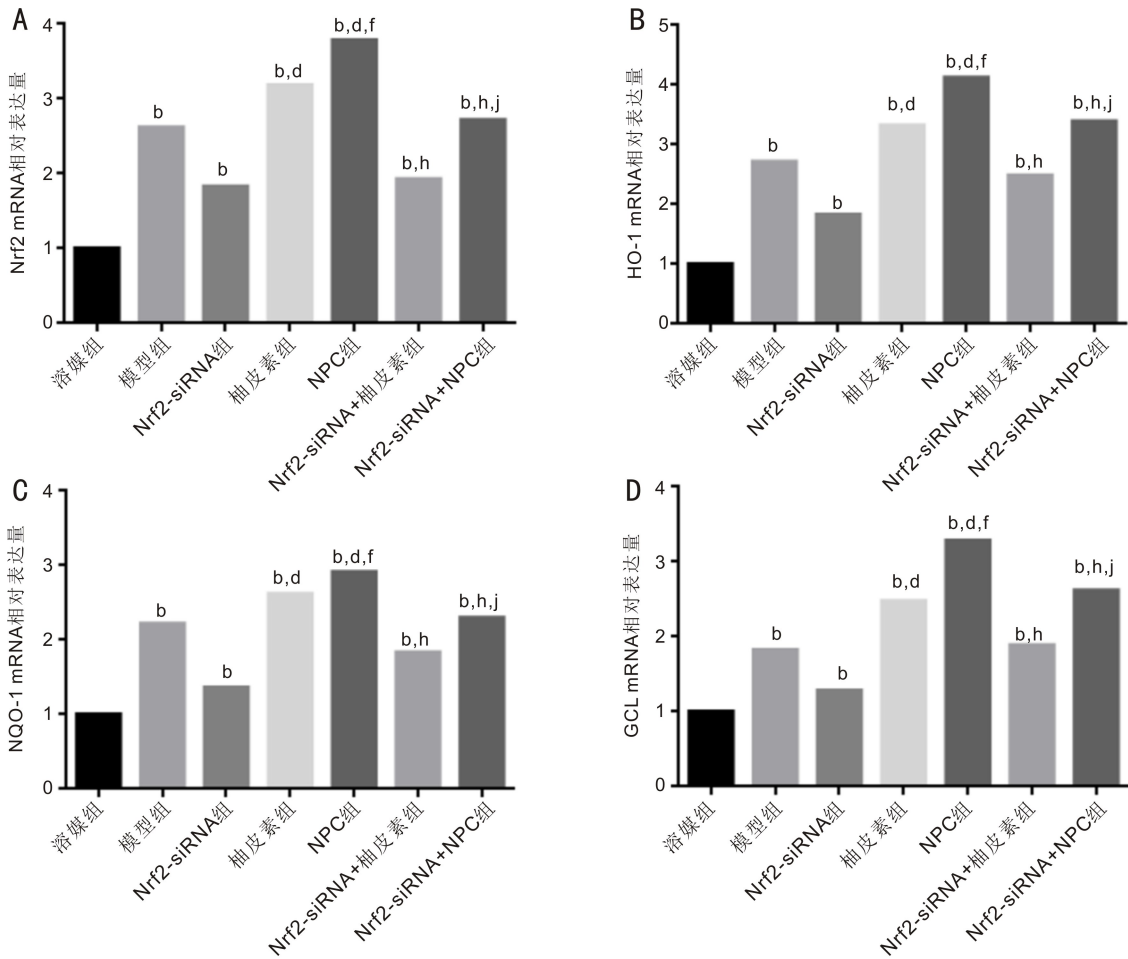 A
Nrf2 mRNA相对表达量
4
3
2
1
0
b
b
b,d
b,d,f
b,h
b,h,j
溶媒组
模型组
Nrf2-siRNA组
柚皮素组
NPC组
Nrf2-siRNA+柚皮素组
Nrf2-siRNA+NPC组
B
HO-1 mRNA相对表达量
5
4
3
2
1
0
b
b
b,d
b,d,f
b,h
b,h,j
溶媒组
模型组
Nrf2-siRNA组
柚皮素组
NPC组
Nrf2-siRNA+柚皮素组
Nrf2-siRNA+NPC组
C
NQO-1 mRNA相对表达量
4
3
2
1
0
b
b
b,d
b,d,f
b,h
b,h,j
溶媒组
模型组
Nrf2-siRNA组
柚皮素组
NPC组
Nrf2-siRNA+柚皮素组
Nrf2-siRNA+NPC组
D
GCL mRNA相对表达量
4
3
2
1
0
b
b
b,d
b,d,f
b,h
b,h,j
溶媒组
模型组
Nrf2-siRNA组
柚皮素组
NPC组
Nrf2-siRNA+柚皮素组
Nrf2-siRNA+NPC组